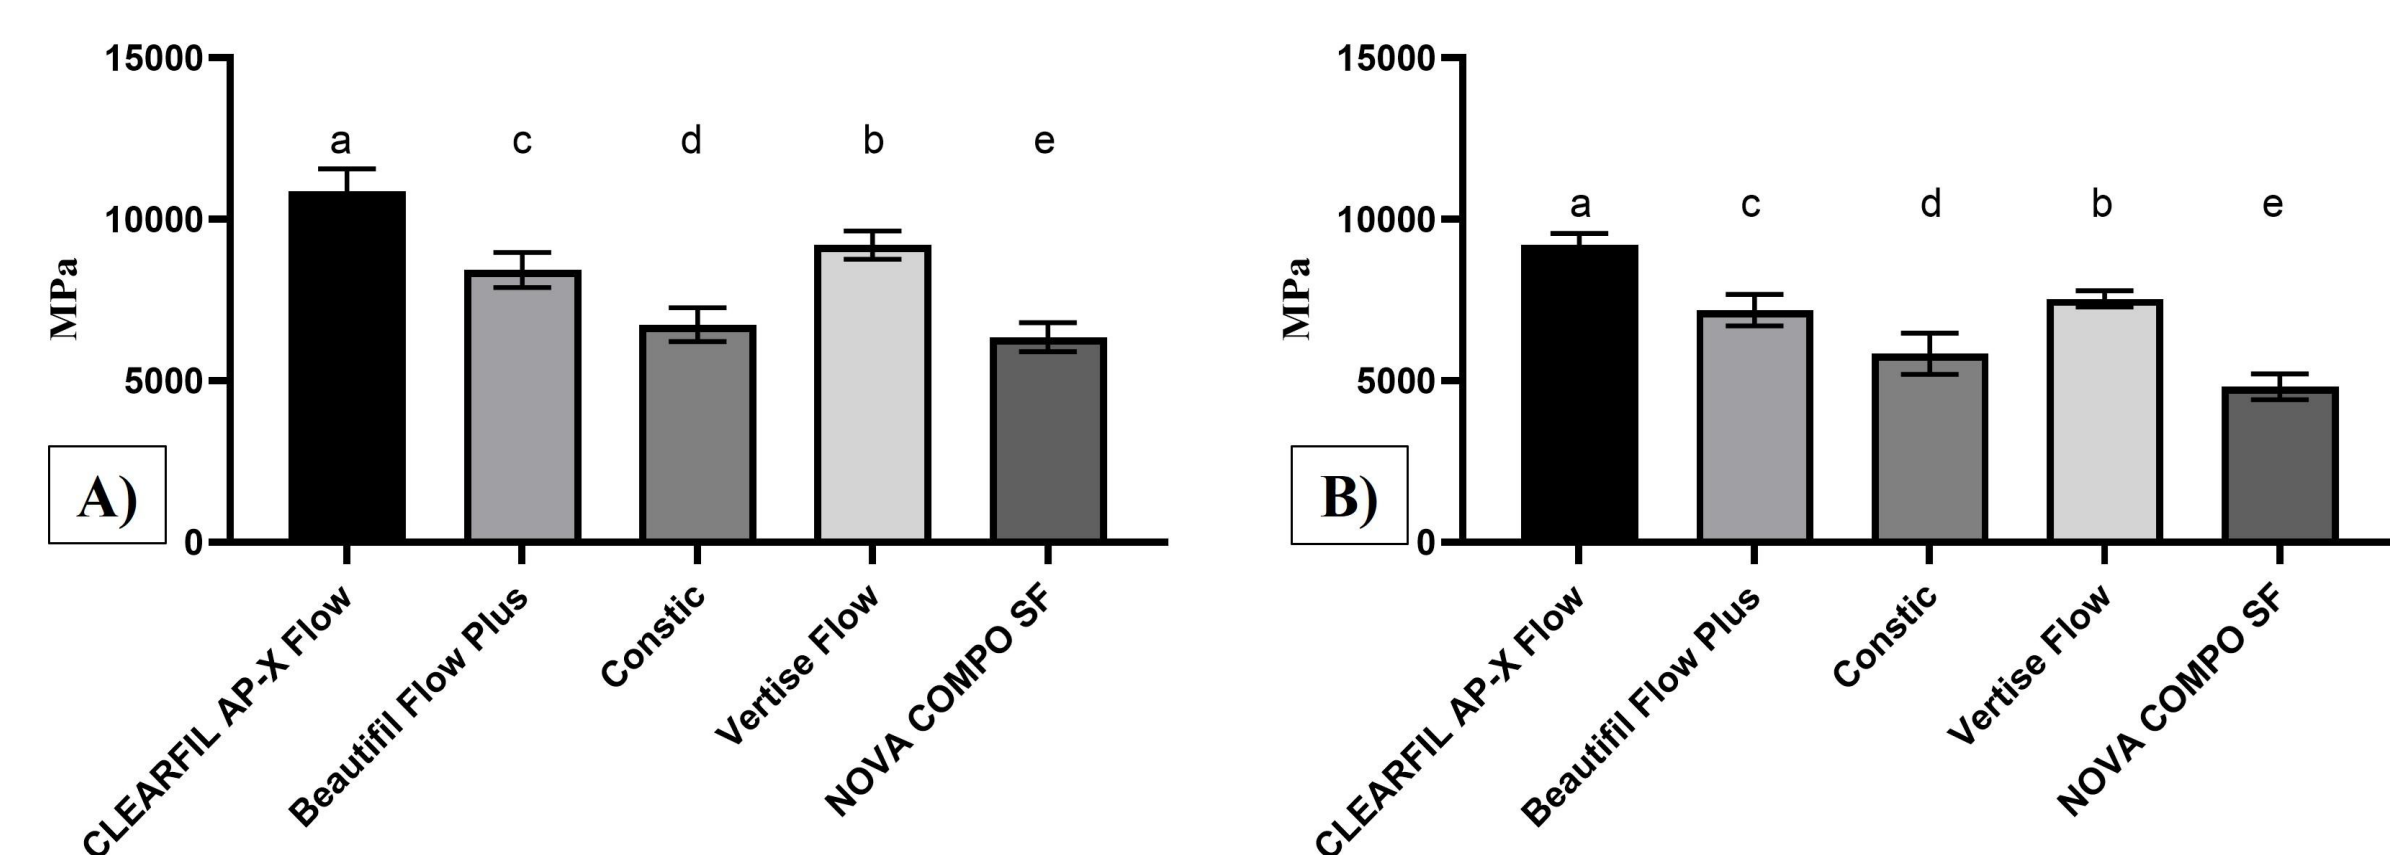 15000
10000
5000
0
MPa
a
c
d
b
e
A)
CLEARFIL AP-X Flow
Beautifil Flow Plus
Constic
Vertise Flow
NOVA COMPO SF
15000
10000
5000
0
MPa
a
c
d
b
e
B)
CLEARFIL AP-X Flow
Beautifil Flow Plus
Constic
Vertise Flow
NOVA COMPO SF